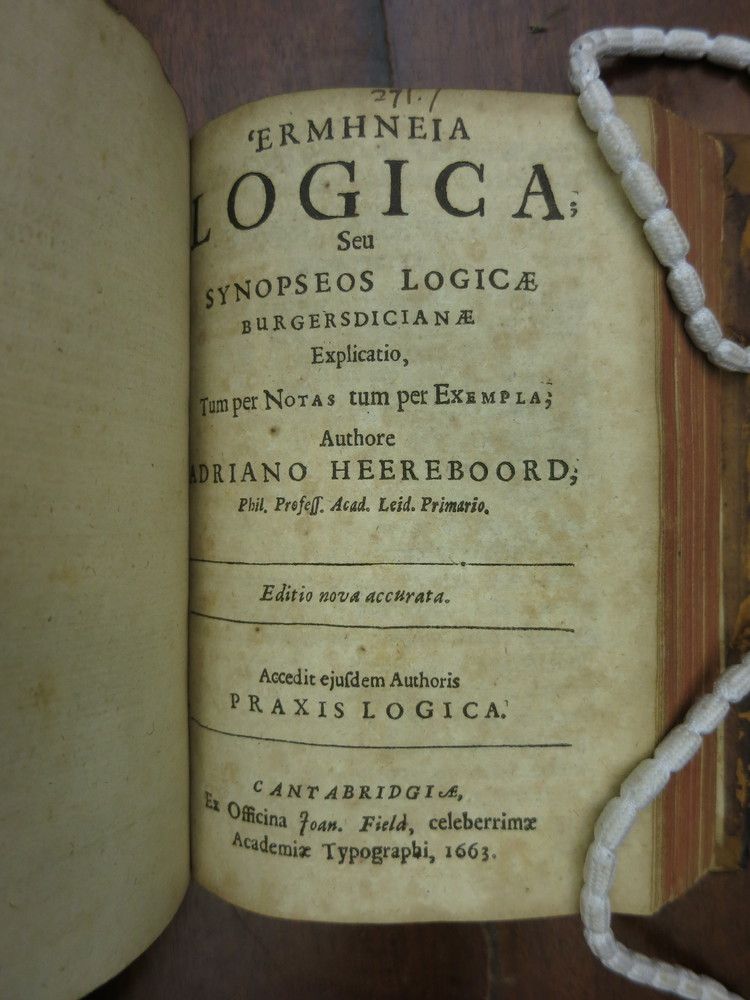 271./
ἙΡΜΗΝΕΙΑ
LOGICA;
Seu
SYNOPSEOS LOGICÆ
BURGERSDICIANÆ
Explicatio,
Tum per NOTAS tum per EXEMPLA;
Authore
ADRIANO HEEREBOORD;
Phil. Profeſſ. Acad. Leid. Primario.
Editio nova accurata.
Accedit ejuſdem Authoris
PRAXIS LOGICA.
CANTABRIDGIÆ,
Ex Officina Joan. Field, celeberrimæ
Academiæ Typographi, 1663.